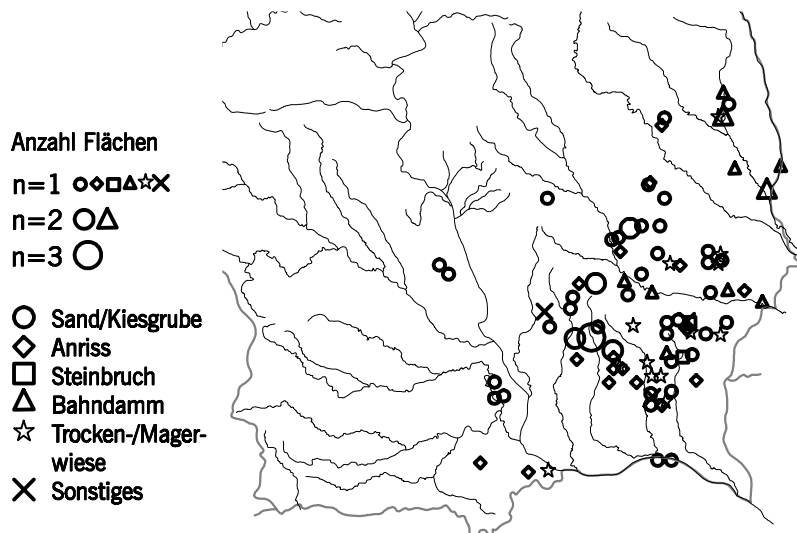 Anzahl Flächen
n=1
n=2
n=3
Sand/Kiesgrube
Anriss
Steinbruch
Bahndamm
Trocken-/Mager-
wiese
Sonstiges